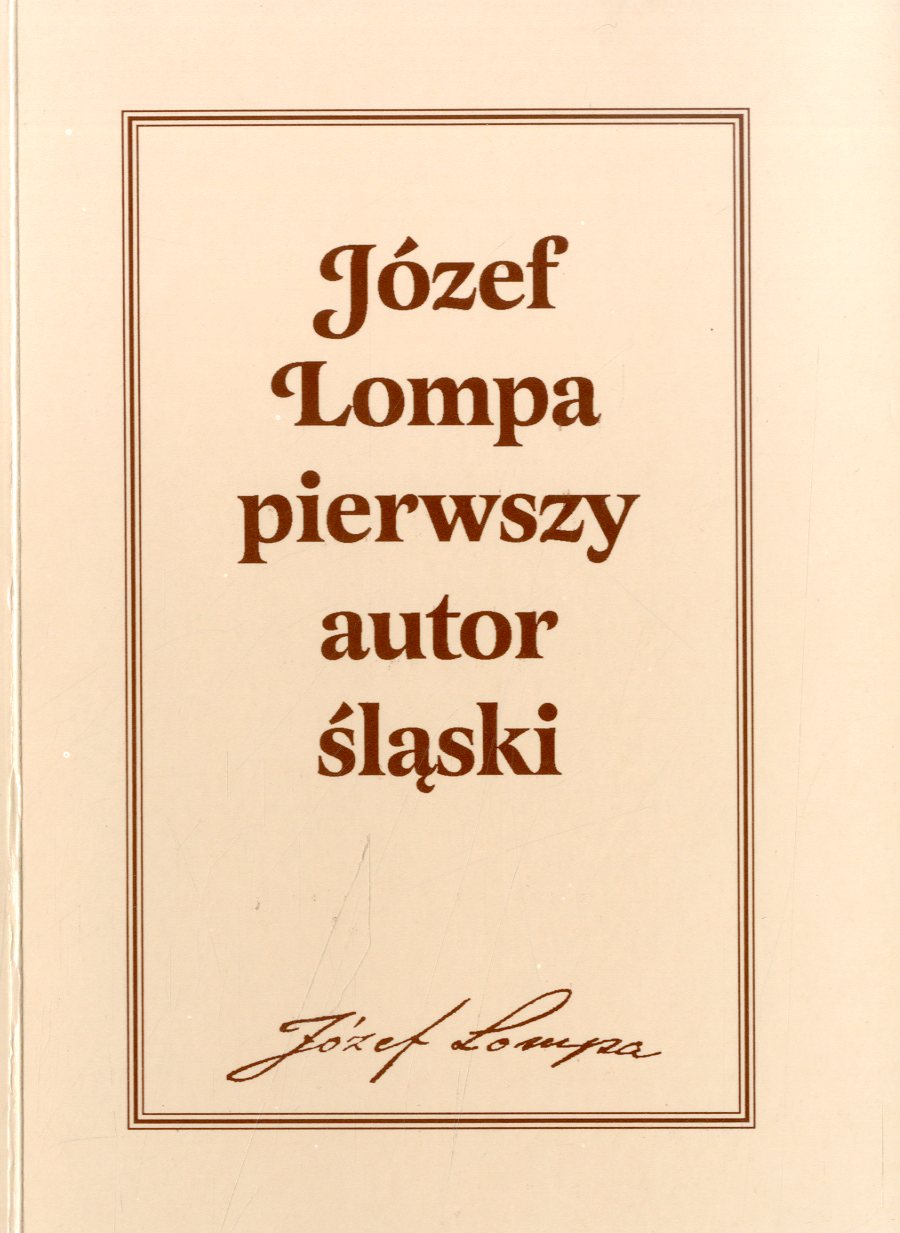 Józef
Lompa
pierwszy
autor
śląski
Józef Lompa